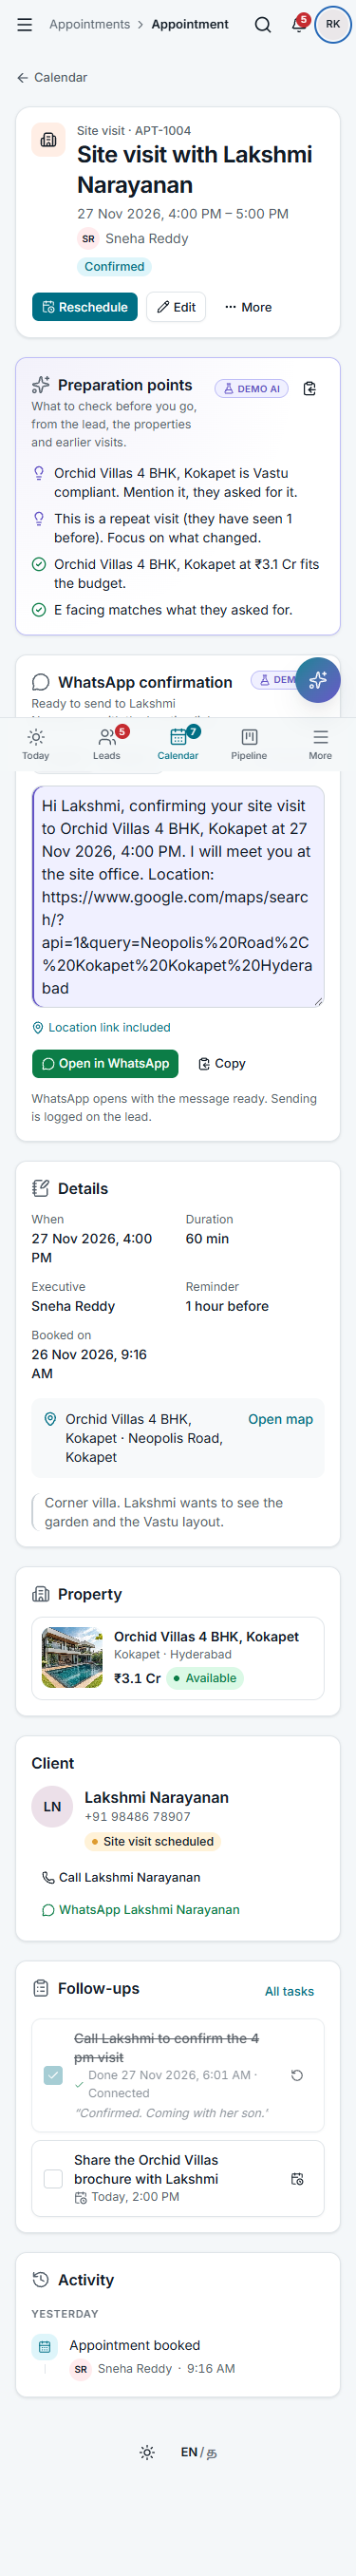 Appointments > Appointment
5
RK
← Calendar
Site visit · APT-1004
Site visit with Lakshmi
Narayanan
27 Nov 2026, 4:00 PM – 5:00 PM
SR Sneha Reddy
Confirmed
Reschedule
Edit
More
Preparation points
DEMO AI
What to check before you go,
from the lead, the properties
and earlier visits.
Orchid Villas 4 BHK, Kokapet is Vastu
compliant. Mention it, they asked for it.
This is a repeat visit (they have seen 1
before). Focus on what changed.
Orchid Villas 4 BHK, Kokapet at ₹3.1 Cr fits
the budget.
E facing matches what they asked for.
WhatsApp confirmation
DEM
Ready to send to Lakshmi
Today
Leads 5
Calendar 7
Pipeline
More
Hi Lakshmi, confirming your site visit
to Orchid Villas 4 BHK, Kokapet at 27
Nov 2026, 4:00 PM. I will meet you at
the site office. Location:
https://www.google.com/maps/searc
h/?
api=1&query=Neopolis%20Road%2C
%20Kokapet%20Kokapet%20Hydera
bad
Location link included
Open in WhatsApp
Copy
WhatsApp opens with the message ready. Sending
is logged on the lead.
Details
When
27 Nov 2026, 4:00
PM
Duration
60 min
Executive
Sneha Reddy
Reminder
1 hour before
Booked on
26 Nov 2026, 9:16
AM
Orchid Villas 4 BHK,
Kokapet · Neopolis Road,
Kokapet
Open map
Corner villa. Lakshmi wants to see the
garden and the Vastu layout.
Property
Orchid Villas 4 BHK, Kokapet
Kokapet · Hyderabad
₹3.1 Cr
Available
Client
LN
Lakshmi Narayanan
+91 98486 78907
Site visit scheduled
Call Lakshmi Narayanan
WhatsApp Lakshmi Narayanan
Follow-ups
All tasks
Call Lakshmi to confirm the 4
pm visit
Done 27 Nov 2026, 6:01 AM ·
Connected
“Confirmed. Coming with her son.’
Share the Orchid Villas
brochure with Lakshmi
Today, 2:00 PM
Activity
YESTERDAY
Appointment booked
SR Sneha Reddy · 9:16 AM
EN / த